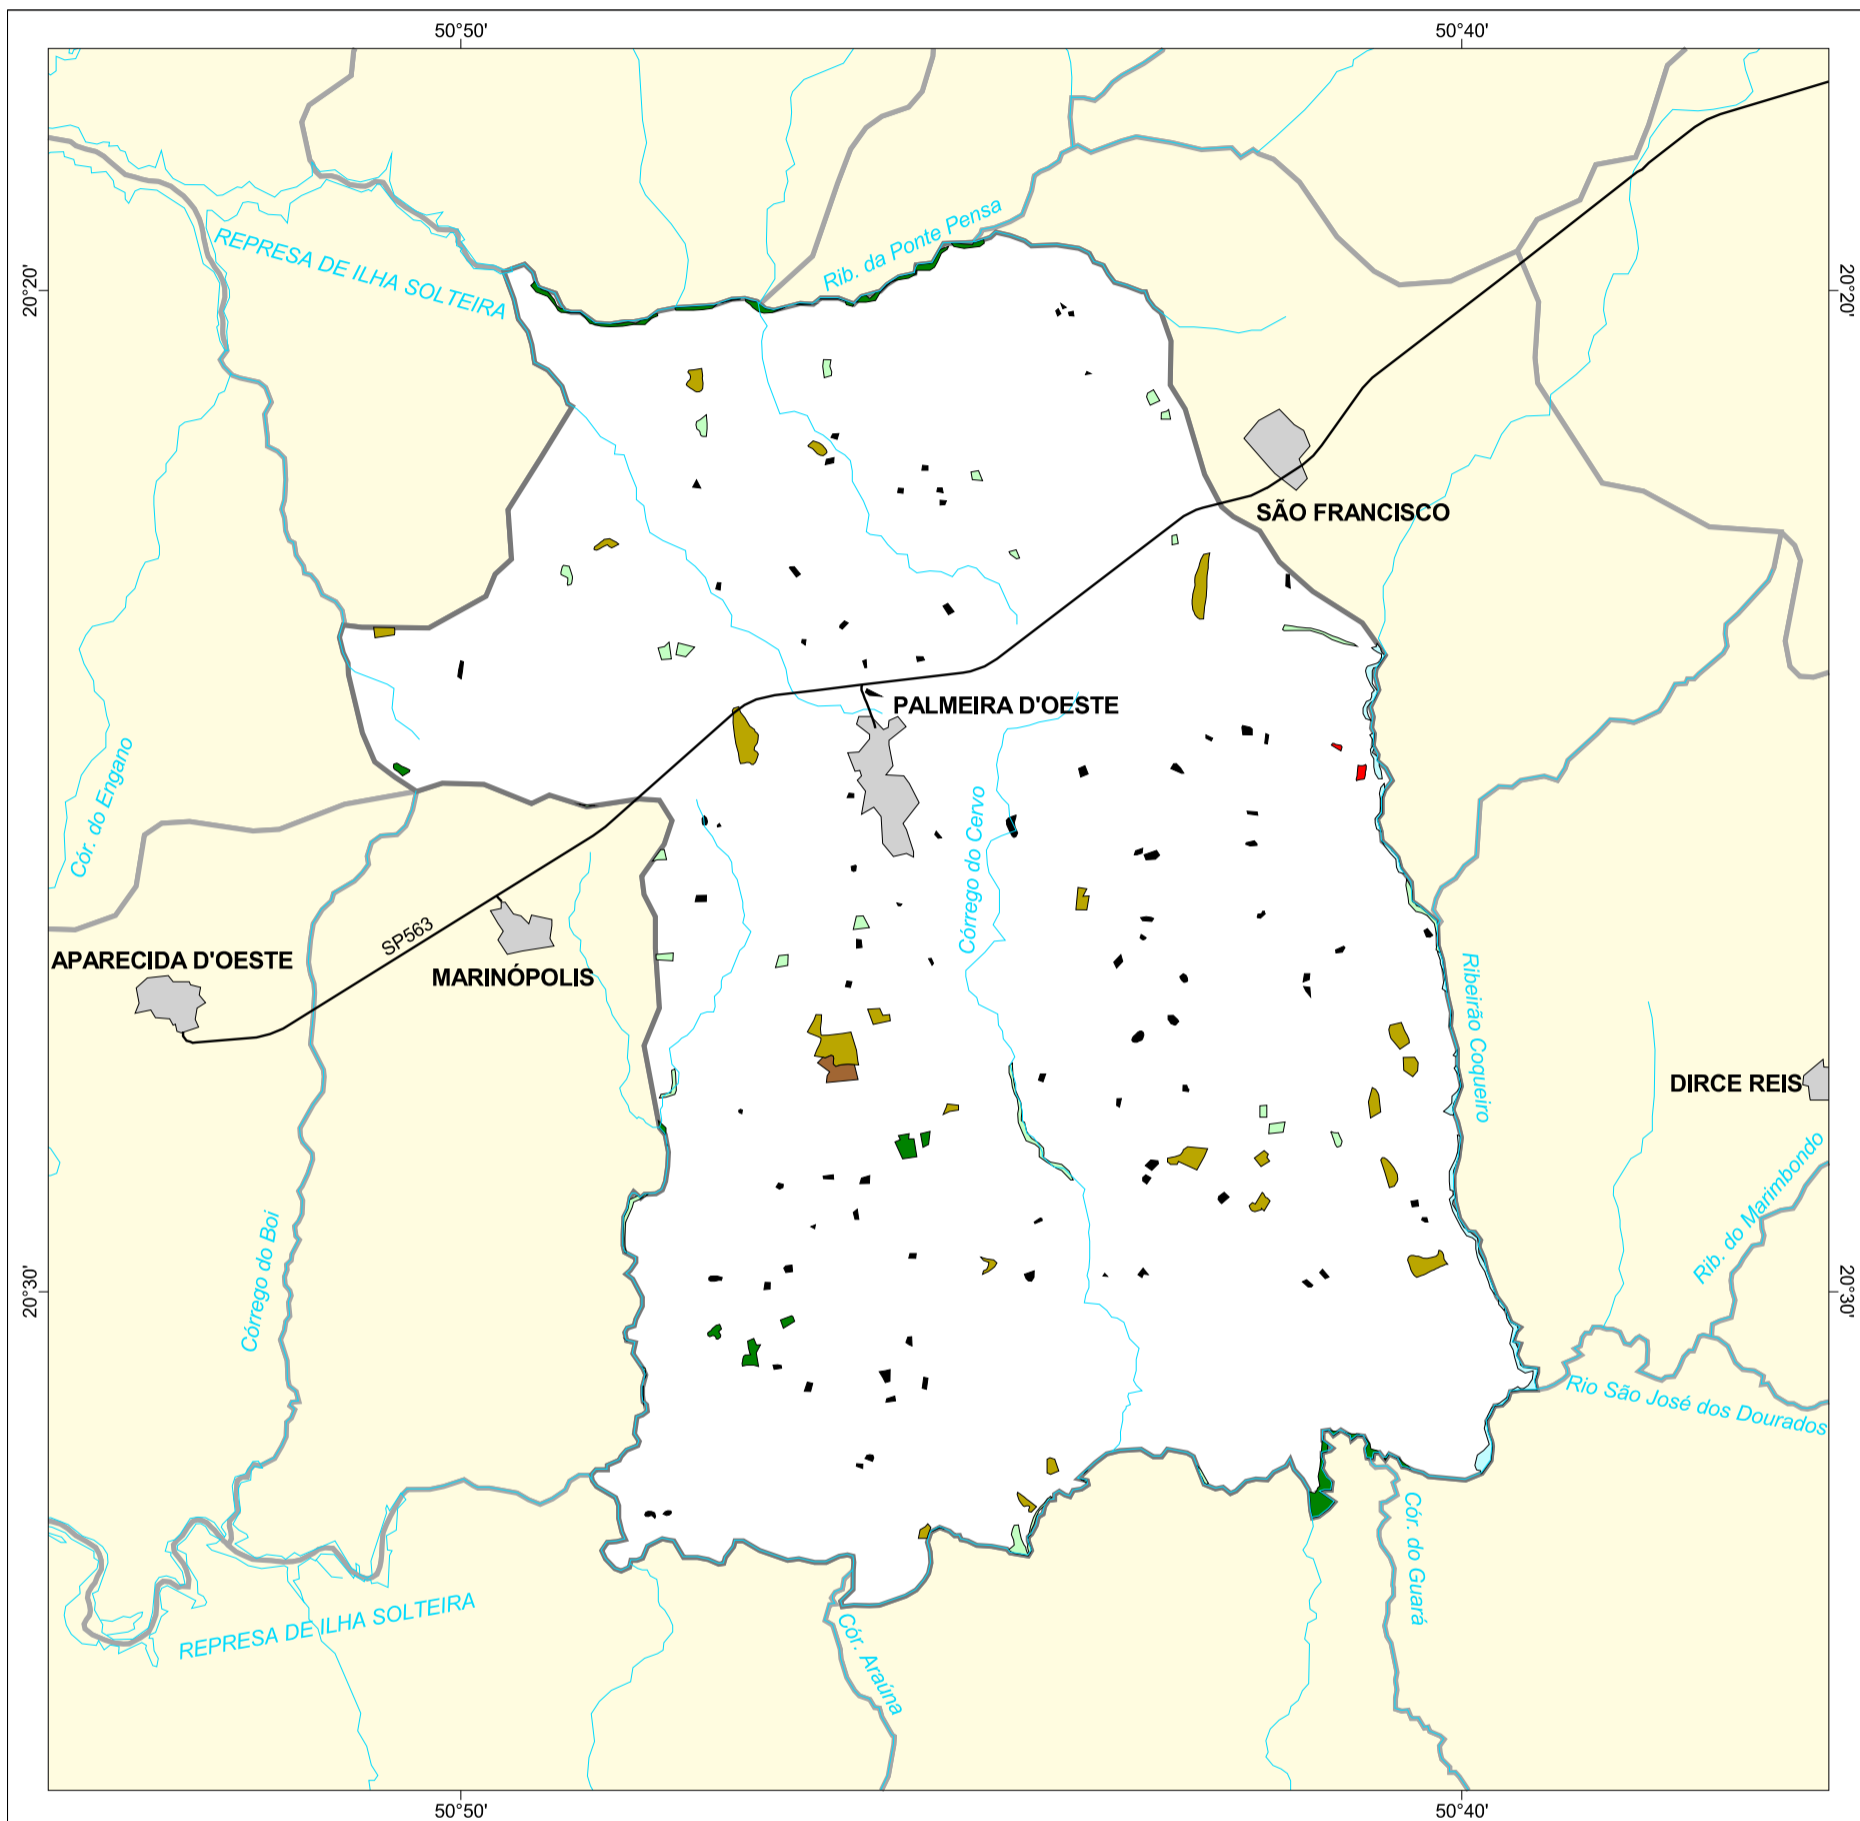 50°50'
50°40'
Rib. da Ponte Pensa
REPRESA DE ILHA SOLTEIRA
20°20'
20°20'
SÃO FRANCISCO
PALMEIRA D'OESTE
Cór. do Engano
Córrego do Cervo
SP563
APARECIDA D'OESTE
MARINÓPOLIS
Ribeirão Coqueiro
DIRCE REIS
Rib. do Marimbondo
Córrego do Boi
20°30'
20°30'
Rio São José dos Dourados
Cór. do Guará
REPRESA DE ILHA SOLTEIRA
Cór. Araúna
50°50'
50°40'